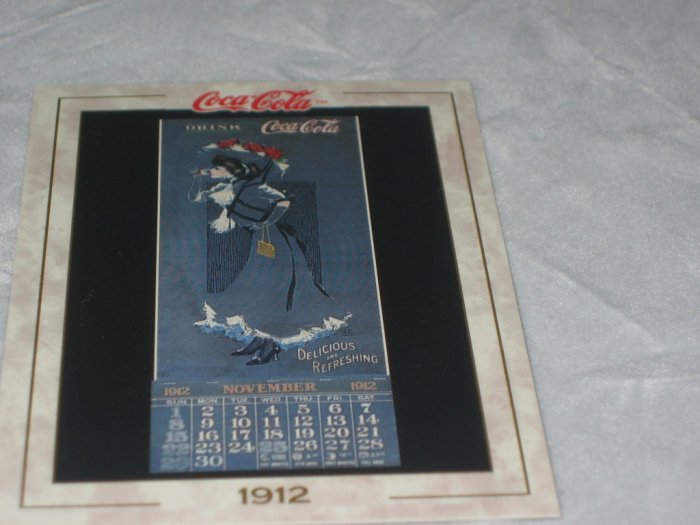 Coca-Cola TM
DRINK Coca-Cola
DELICIOUS
AND
REFRESHING
1912 NOVEMBER 1912
SUN MON TUE WED THU FRI SAT
1 2 3 4 5 6 7
8 9 10 11 12 13 14
15 16 17 18 19 20 21
22 23 24 25 26 27 28
29 30
1912